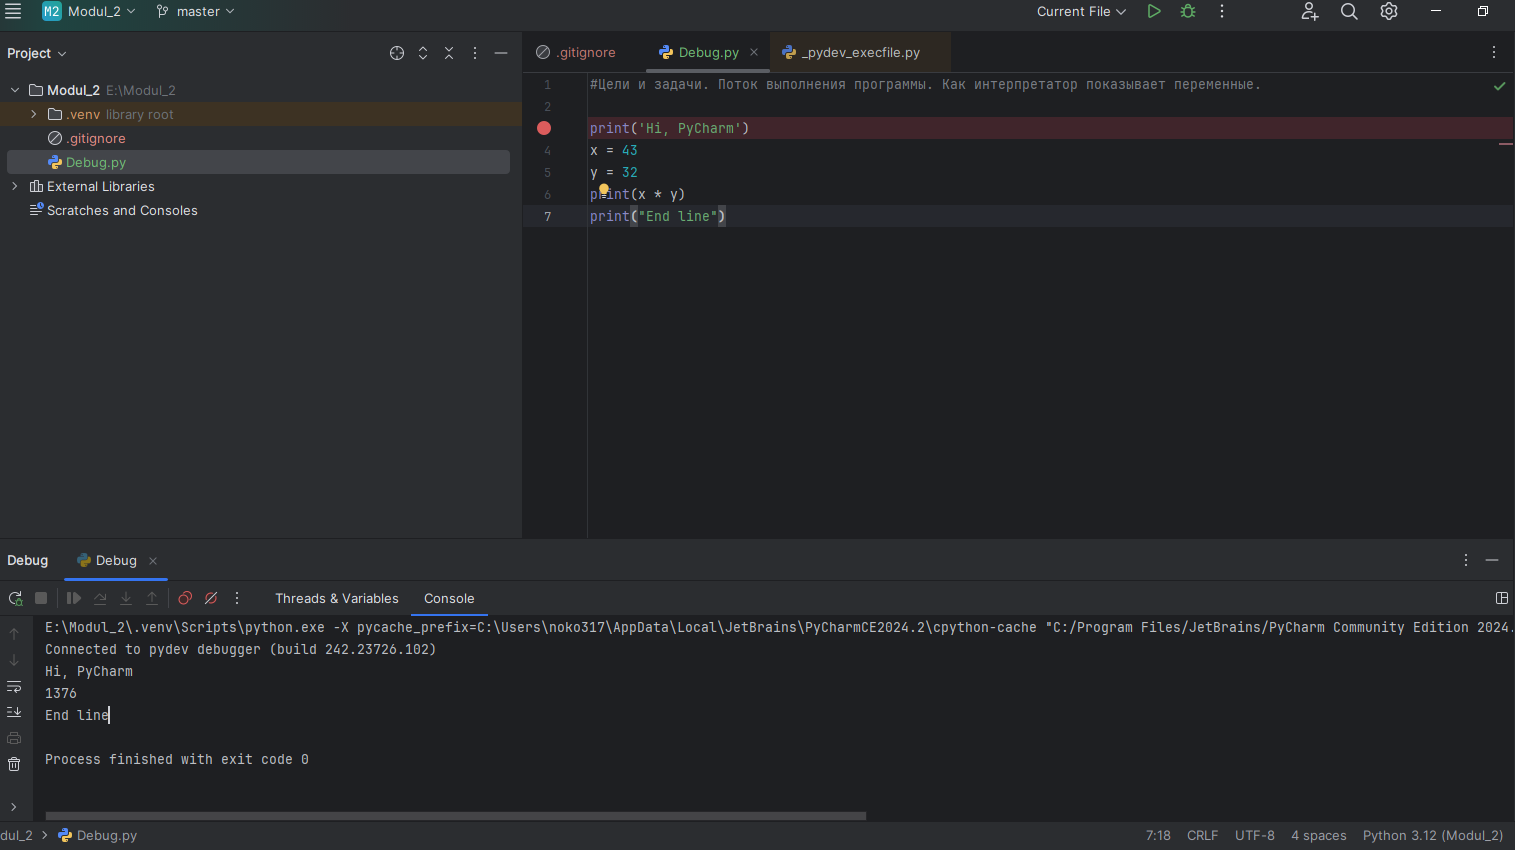 M2 Modul_2 master Current File
Project
.gitignore Debug.py _pydev_execfile.py
Modul_2 E:\Modul_2
.venv library root
.gitignore
Debug.py
External Libraries
Scratches and Consoles
1 #Цели и задачи. Поток выполнения программы. Как интерпретатор показывает переменные.
2
print('Hi, PyCharm')
4 x = 43
5 y = 32
6 print(x * y)
7 print("End line")
Debug Debug
Threads & Variables Console
E:\Modul_2\.venv\Scripts\python.exe -X pycache_prefix=C:\Users\noko317\AppData\Local\JetBrains\PyCharmCE2024.2\cpython-cache "C:/Program Files/JetBrains/PyCharm Community Edition 2024.
Connected to pydev debugger (build 242.23726.102)
Hi, PyCharm
1376
End line
Process finished with exit code 0
dul_2 Debug.py 7:18 CRLF UTF-8 4 spaces Python 3.12 (Modul_2)